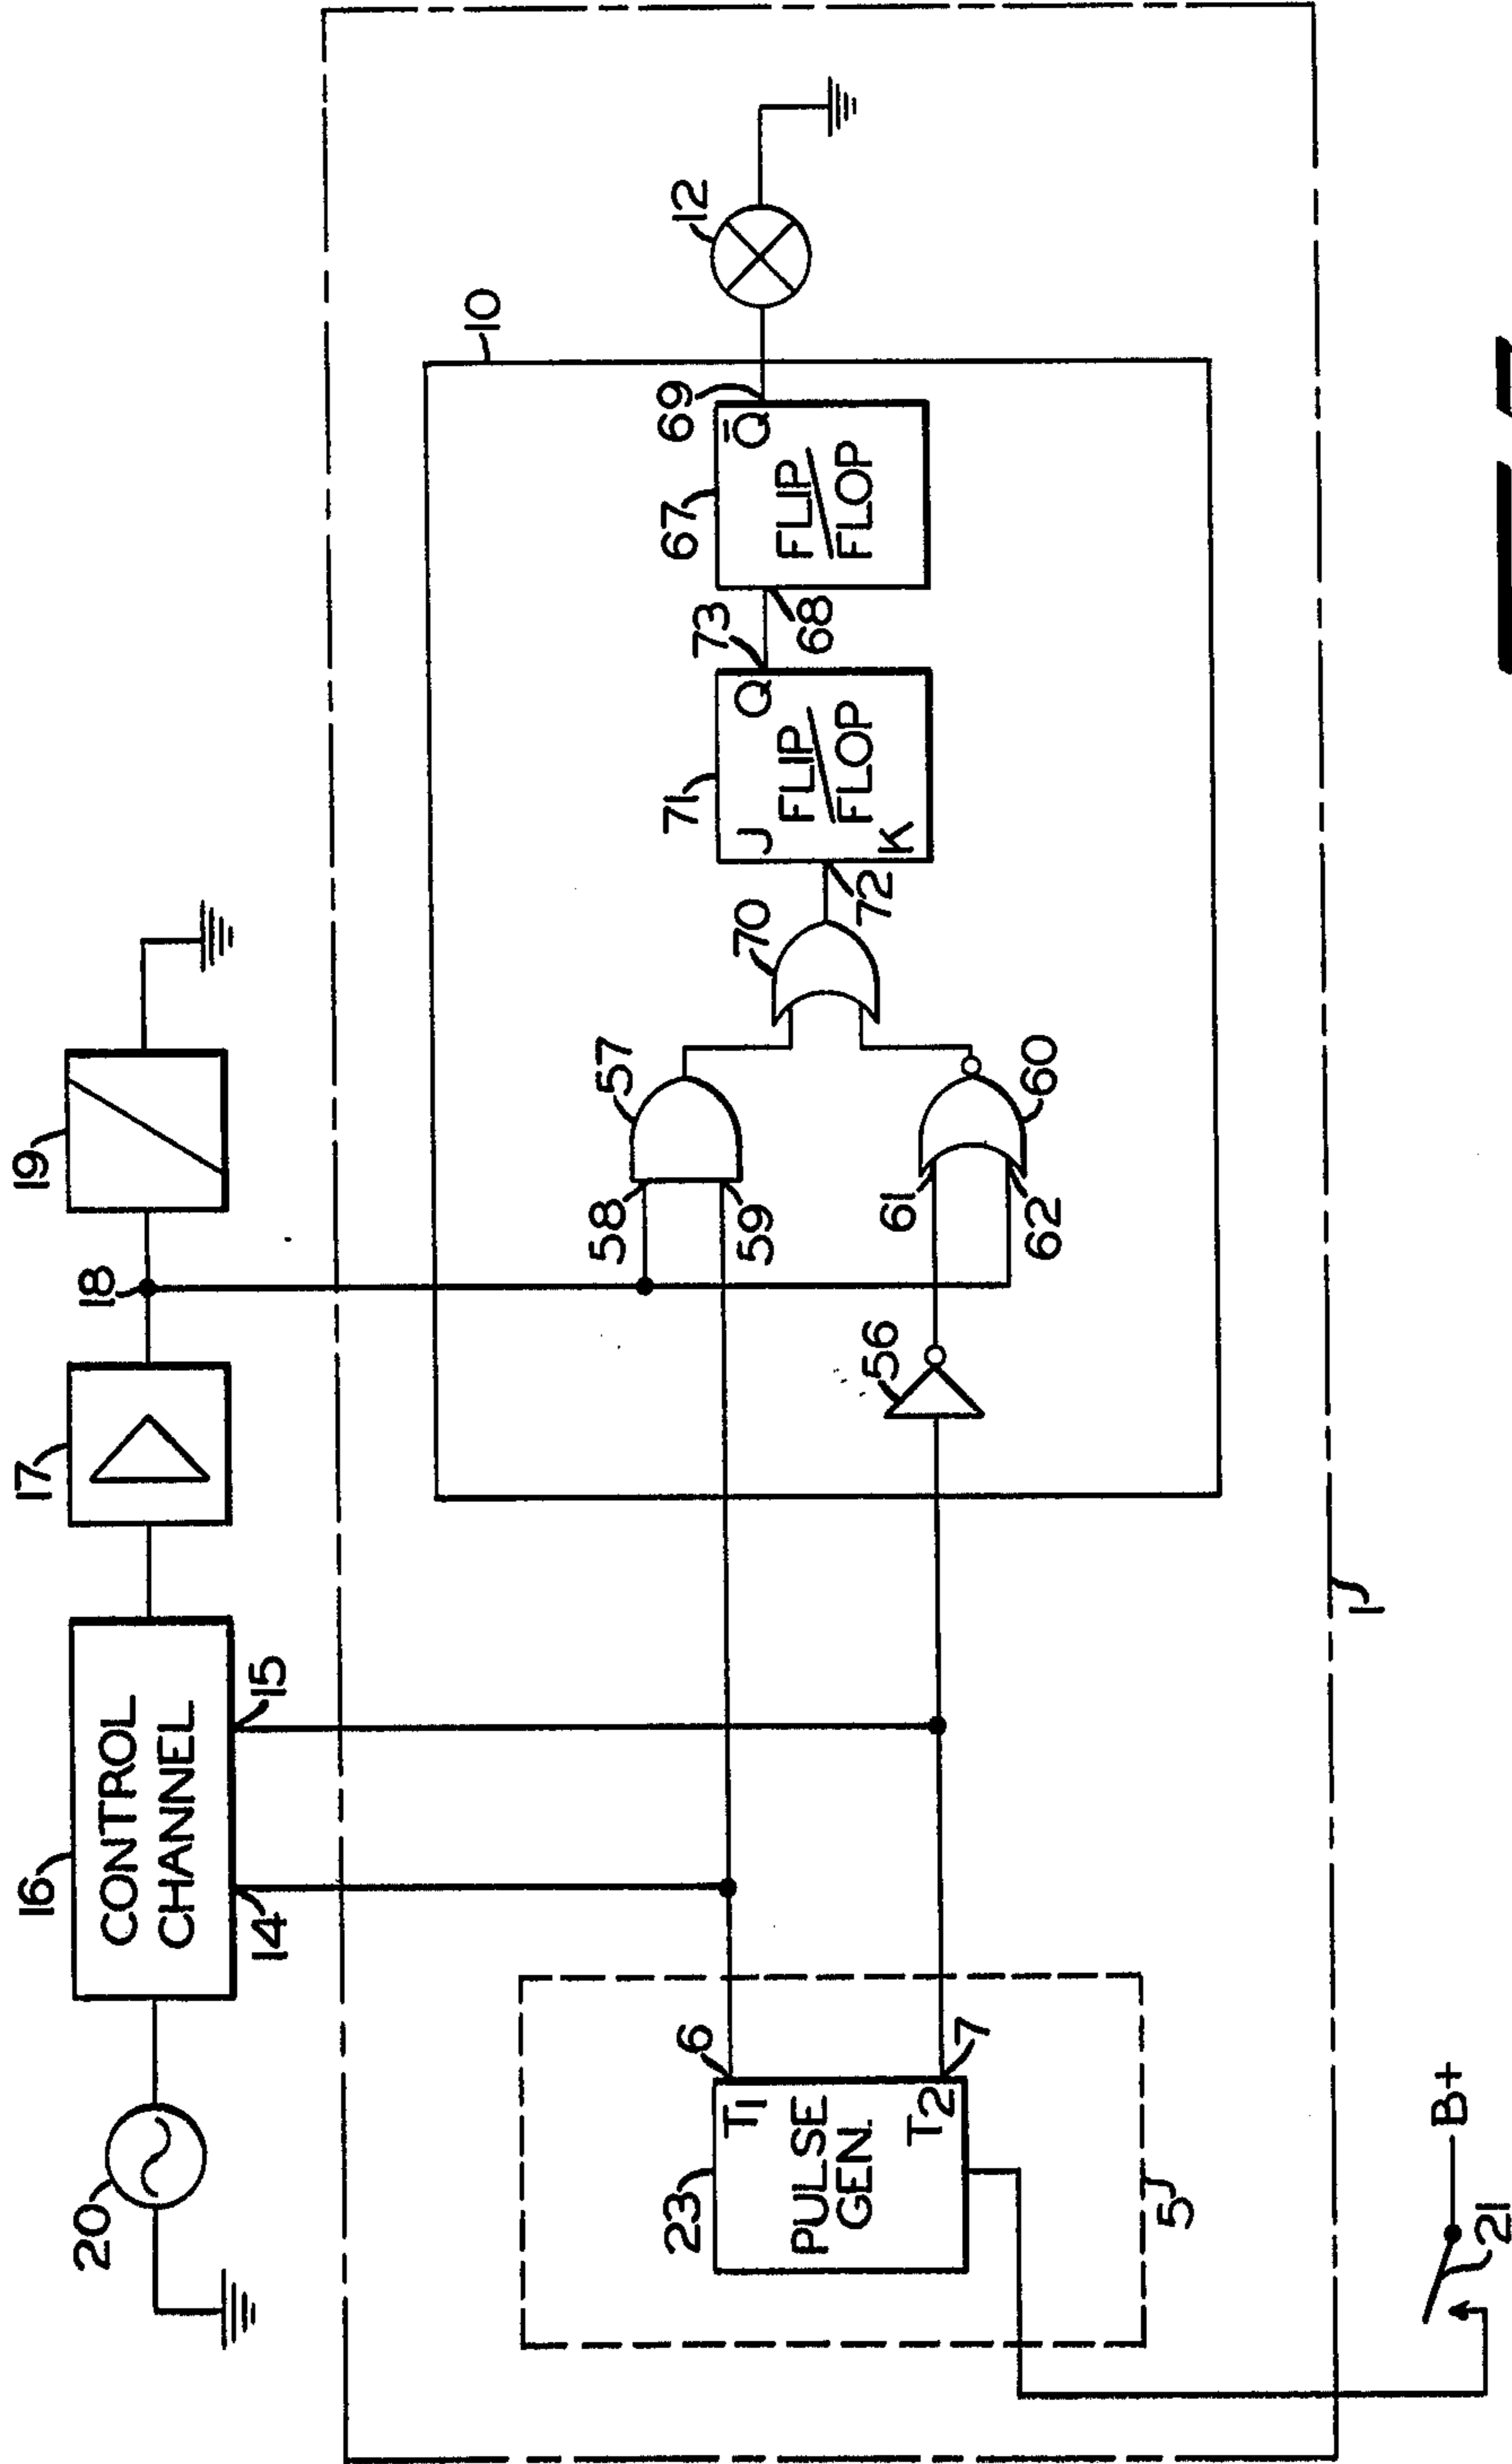 20
16
CONTROL
CHANNEL
14
15
17
18
19
23
T1
PULSE
GEN.
T2
6
7
5
21
B+
1
10
56
58
59
57
61
62
60
70
72
71
J
K
Q
FLIP/
FLOP
73
68
67
Q̄
FLIP/
FLOP
69
12